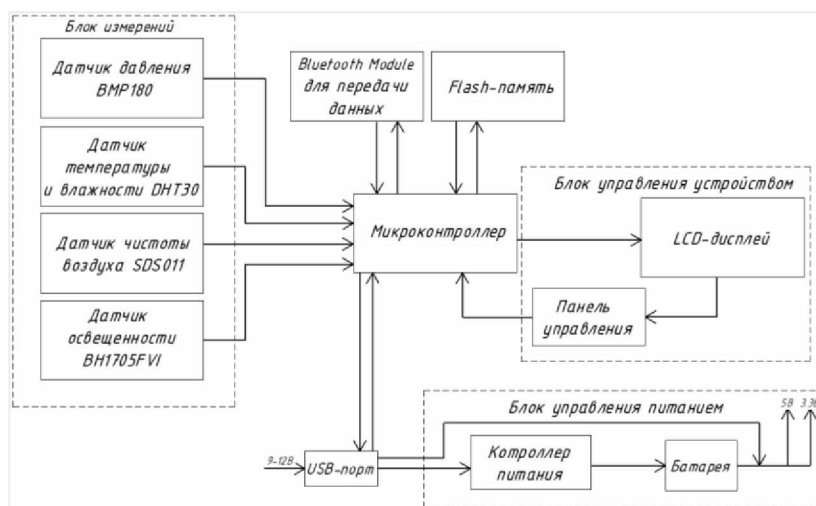 Блок измерений
Датчик давления
BMP180
Датчик
температуры
и влажности DHT30
Датчик чистоты
воздуха SDS011
Датчик
освещенности
BH1705FVI
Bluetooth Module
для передачи
данных
Flash-память
Микроконтроллер
Блок управления устройством
LCD-дисплей
Панель
управления
Блок управления питанием
5В
3.3В
9-12В
USB-порт
Котроллер
питания
Батарея